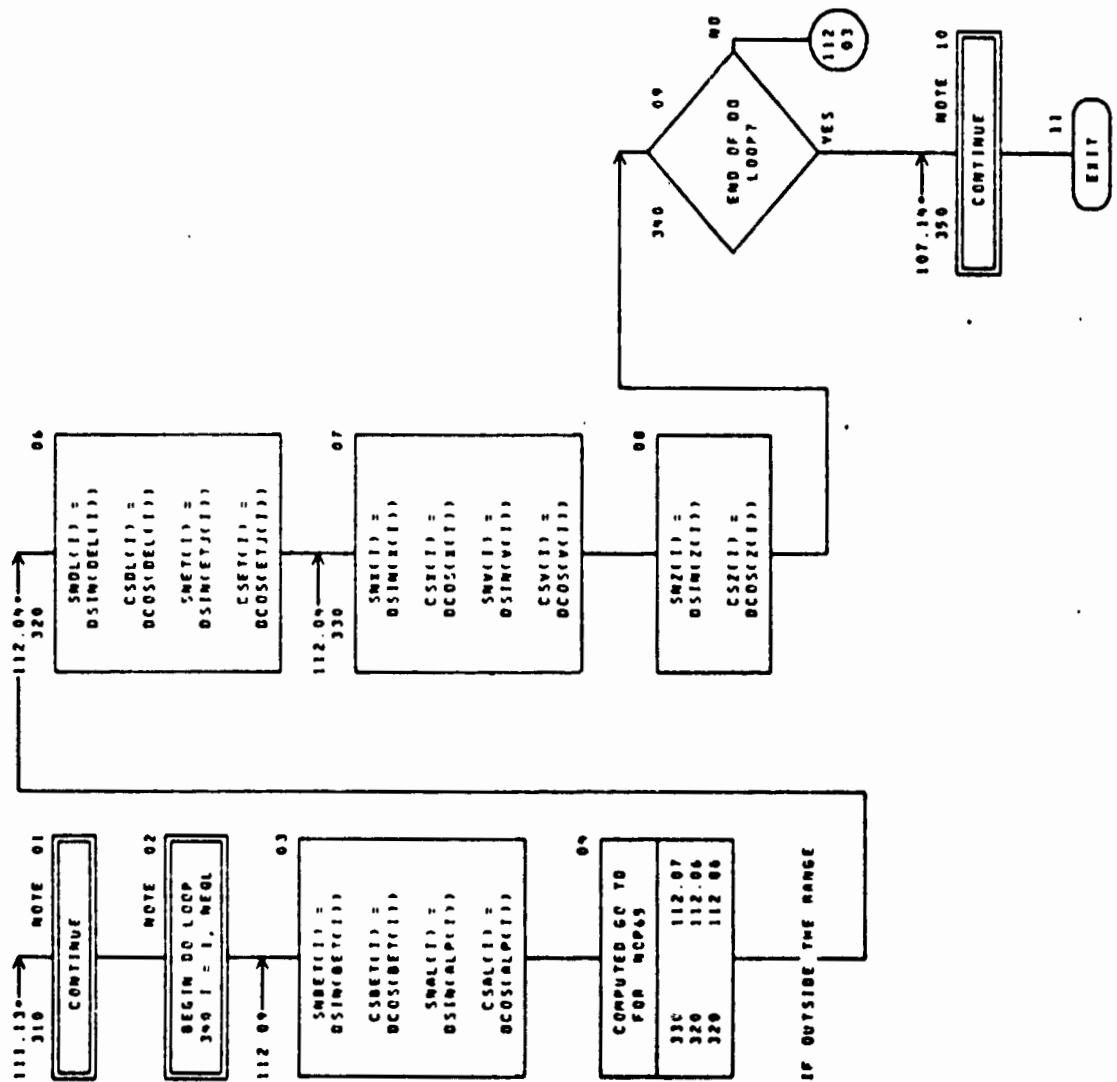 111.13*
310
NOTE 01
CONTINUE
NOTE 02
BEGIN DO LOOP
340 I = 1, NEQL
112 09
03
SNBET(I) =
DSIN(BET(I))
CSBET(I) =
DCOS(BET(I))
SNAL(I) =
DSIN(ALP(I))
CSAL(I) =
DCOS(ALP(I))
04
COMPUTED GO TO
FOR NCP65
330 112.07
320 112.06
320 112 06
IF OUTSIDE THE RANGE
112.04*
320
06
SNDL(I) =
DSIN(DEL(I))
CSDL(I) =
DCOS(DEL(I))
SNET(I) =
DSIN(ETJ(I))
CSET(I) =
DCOS(ETJ(I))
112.04*
330
07
SNX(I) =
DSIN(X(I))
CSX(I) =
DCOS(X(I))
SNV(I) =
DSIN(V(I))
CSV(I) =
DCOS(V(I))
08
SNZ(I) =
DSIN(Z(I))
CSZ(I) =
DCOS(Z(I))
340
09
END OF DO
LOOP?
NO
112
03
YES
107.14*
350
NOTE 10
CONTINUE
11
EXIT